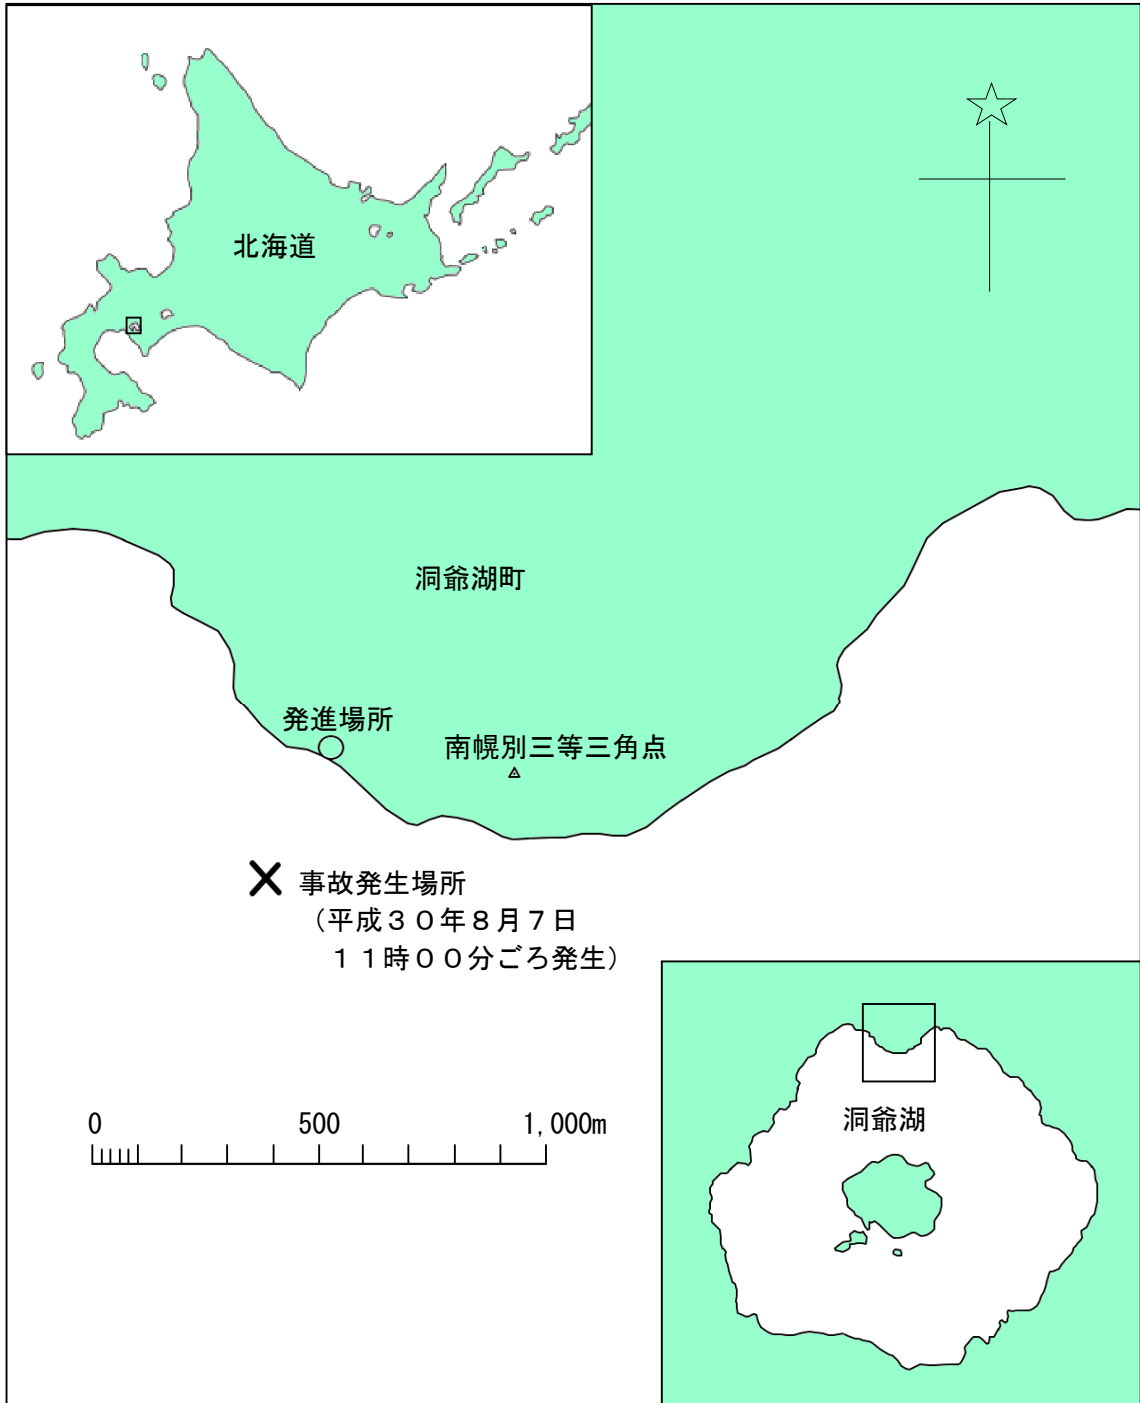 北海道
洞爺湖町
発進場所
南幌別三等三角点
事故発生場所
（平成３０年８月７日
１１時００分ごろ発生）
0 500 1,000m
洞爺湖